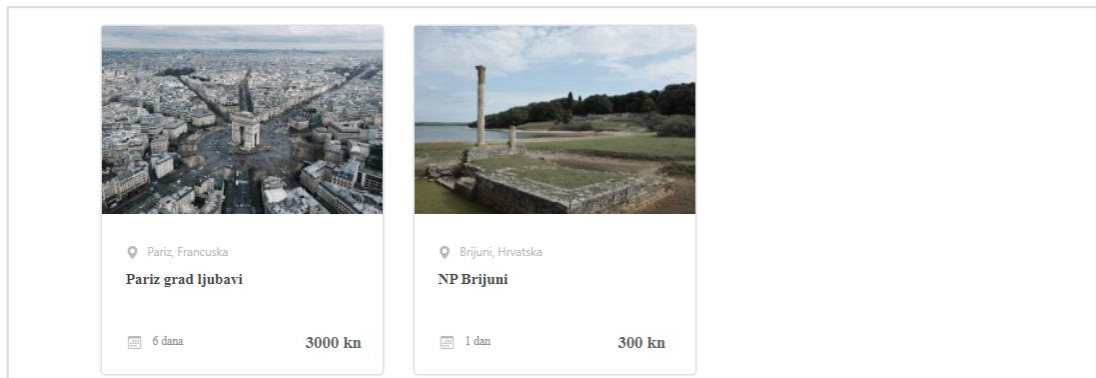 Pariz, Francuska
Pariz grad ljubavi
6 dana
3000 kn
Brijuni, Hrvatska
NP Brijuni
1 dan
300 kn